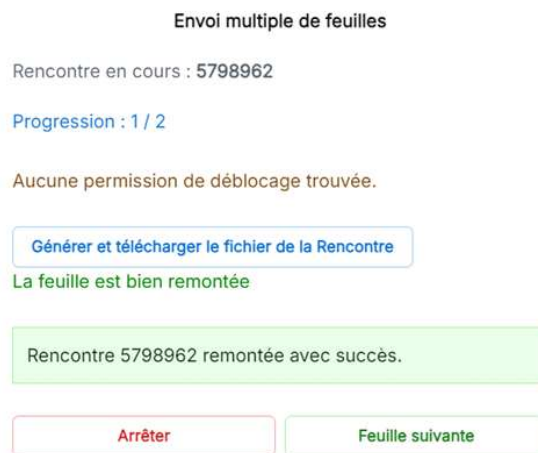 Envoi multiple de feuilles
Rencontre en cours : 5798962
Progression : 1 / 2
Aucune permission de déblocage trouvée.
Générer et télécharger le fichier de la Rencontre
La feuille est bien remontée
Rencontre 5798962 remontée avec succès.
Arrêter
Feuille suivante